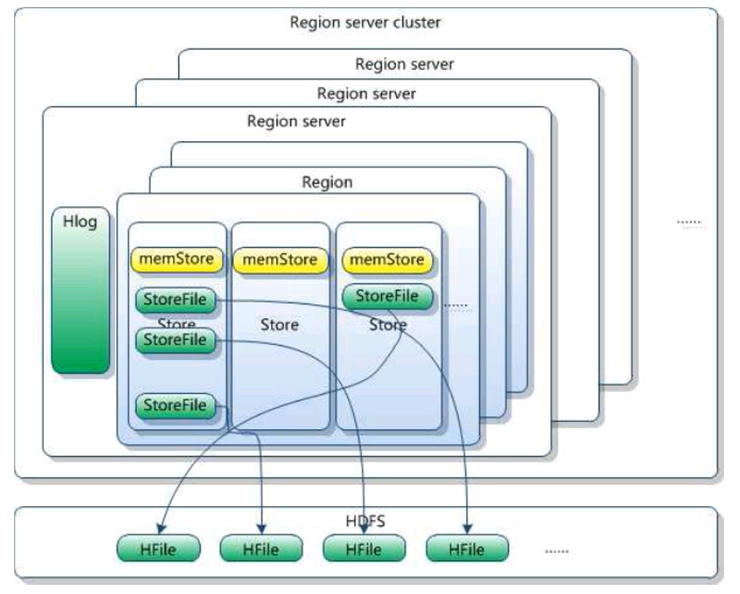 Region server cluster
Region server
Region server
Region server
Region
Hlog
memStore
memStore
memStore
StoreFile
StoreFile
......
......
Store
Store
Store
StoreFile
StoreFile
HDFS
HFile
HFile
HFile
HFile
......